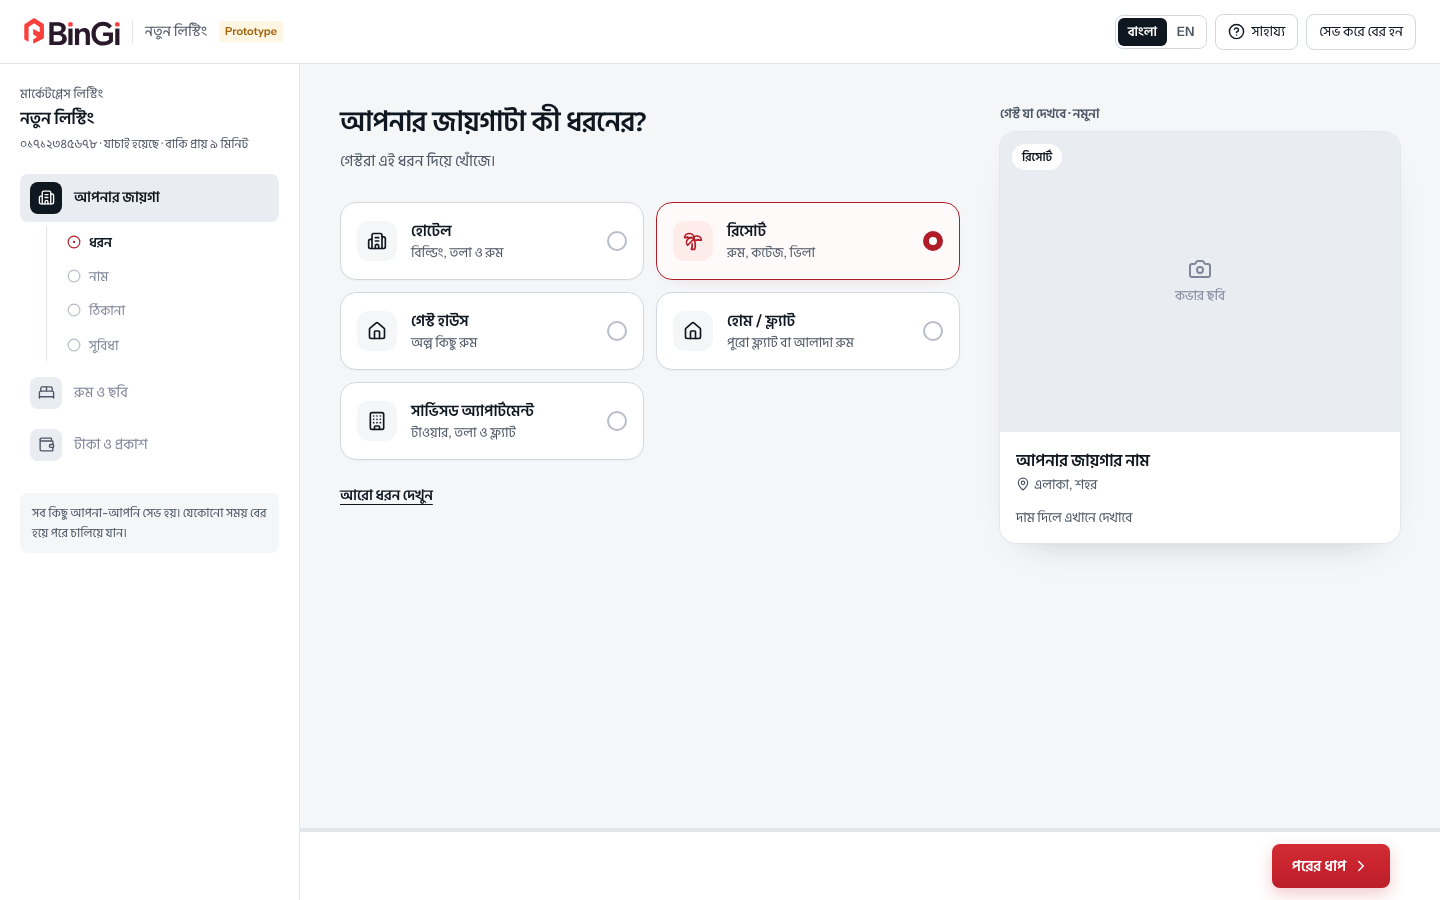 BinGi
নতুন লিস্টিং
Prototype
বাংলা
EN
সাহায্য
সেভ করে বের হন
মার্কেটপ্লেস লিস্টিং
নতুন লিস্টিং
০১৭১২৩৪৫৬৭৮ · যাচাই হয়েছে · বাকি প্রায় ৯ মিনিট
আপনার জায়গা
ধরন
নাম
ঠিকানা
সুবিধা
রুম ও ছবি
টাকা ও প্রকাশ
সব কিছু আপনা-আপনি সেভ হয়। যেকোনো সময় বের
হয়ে পরে চালিয়ে যান।
আপনার জায়গাটা কী ধরনের?
গেস্টরা এই ধরন দিয়ে খোঁজে।
হোটেল
বিল্ডিং, তলা ও রুম
রিসোর্ট
রুম, কটেজ, ভিলা
গেস্ট হাউস
অল্প কিছু রুম
হোম / ফ্ল্যাট
পুরো ফ্ল্যাট বা আলাদা রুম
সার্ভিসড অ্যাপার্টমেন্ট
টাওয়ার, তলা ও ফ্ল্যাট
আরো ধরন দেখুন
গেস্ট যা দেখবে · নমুনা
রিসোর্ট
কভার ছবি
আপনার জায়গার নাম
এলাকা, শহর
দাম দিলে এখানে দেখাবে
পরের ধাপ